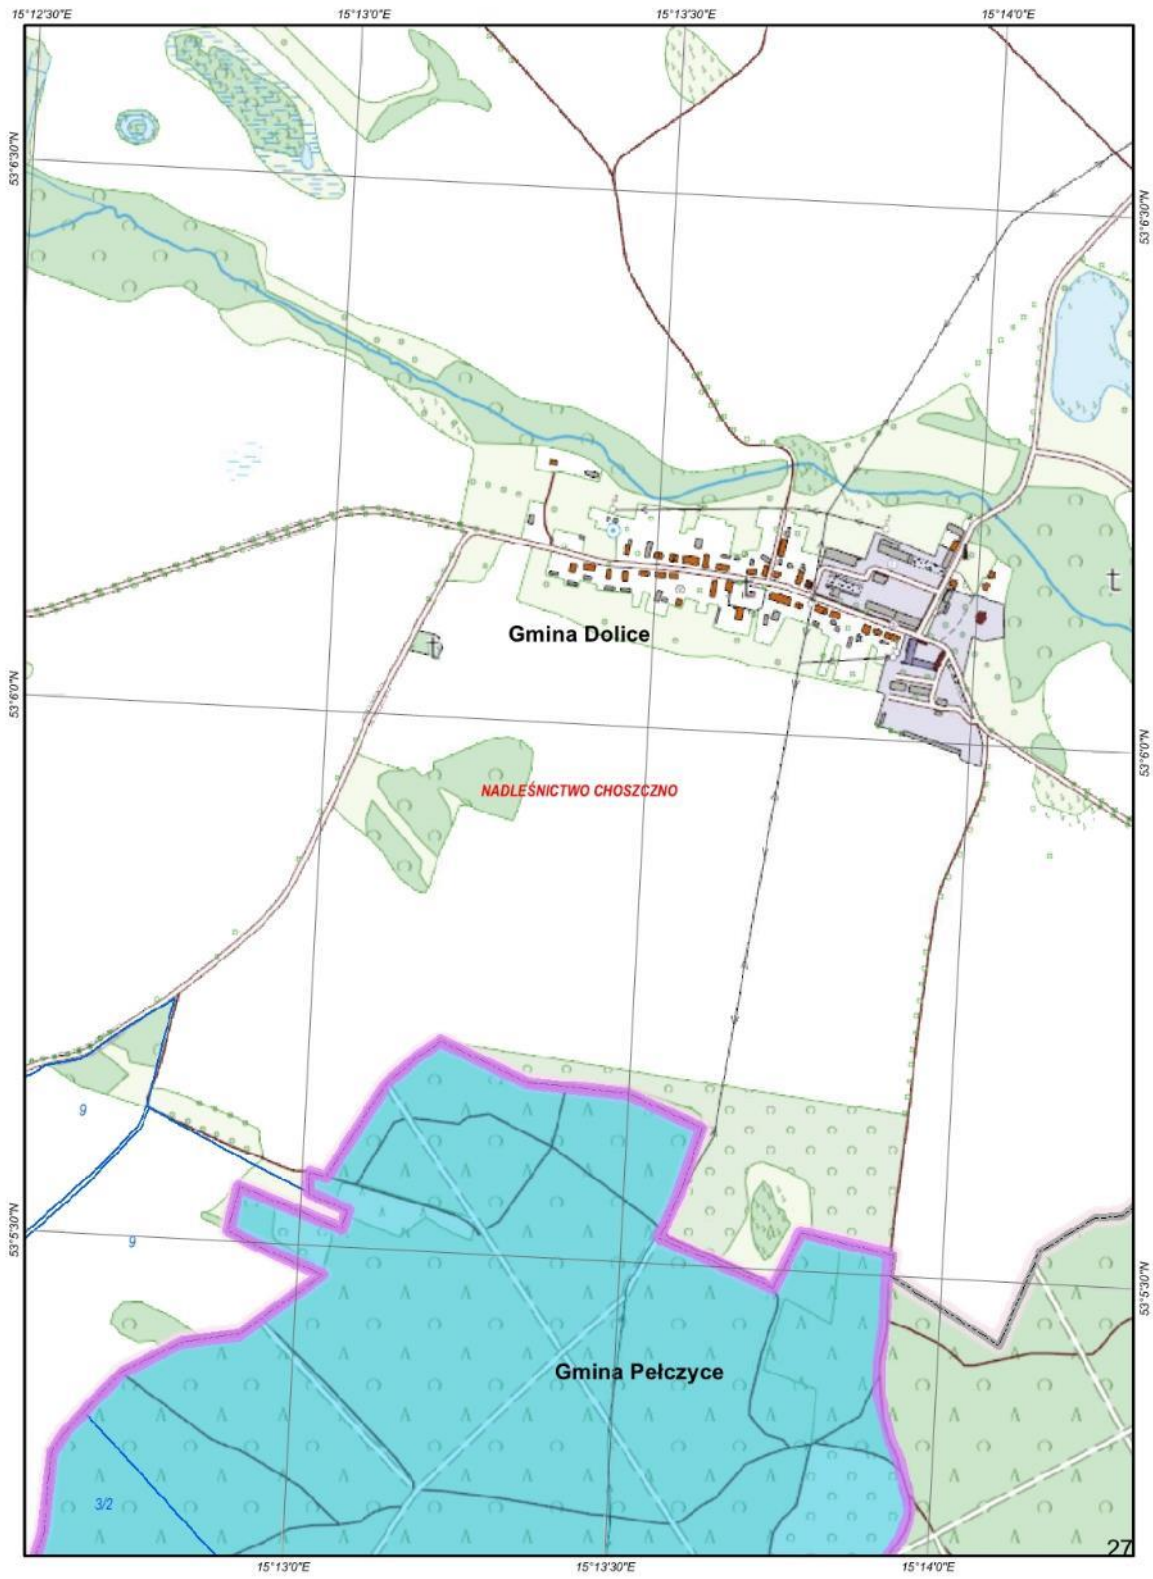 15°12'30"E 15°13'0"E 15°13'30"E 15°14'0"E
53°6'30"N
53°6'30"N
t
Gmina Dolice
53°6'0"N
53°6'0"N
NADLEŚNICTWO CHOSZCZNO
9
9
53°5'30"N
53°5'30"N
Gmina Pełczyce
3/2
27
15°13'0"E 15°13'30"E 15°14'0"E